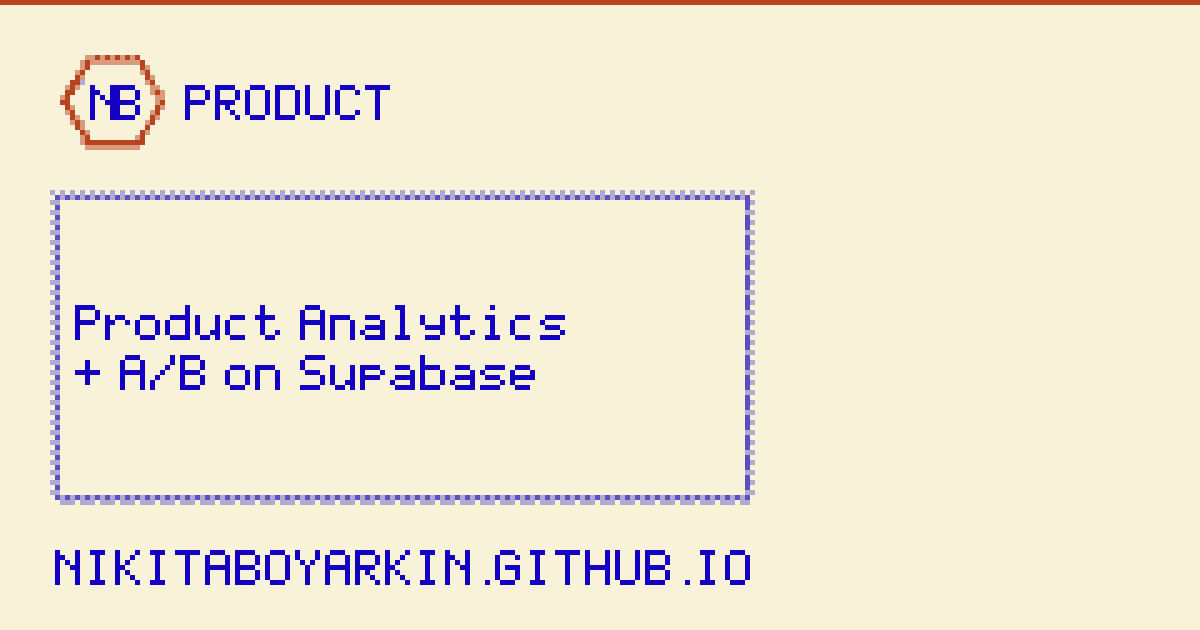 NB PRODUCT
Product Analytics
+ A/B on Supabase
NIKITABOYARKIN.GITHUB.IO